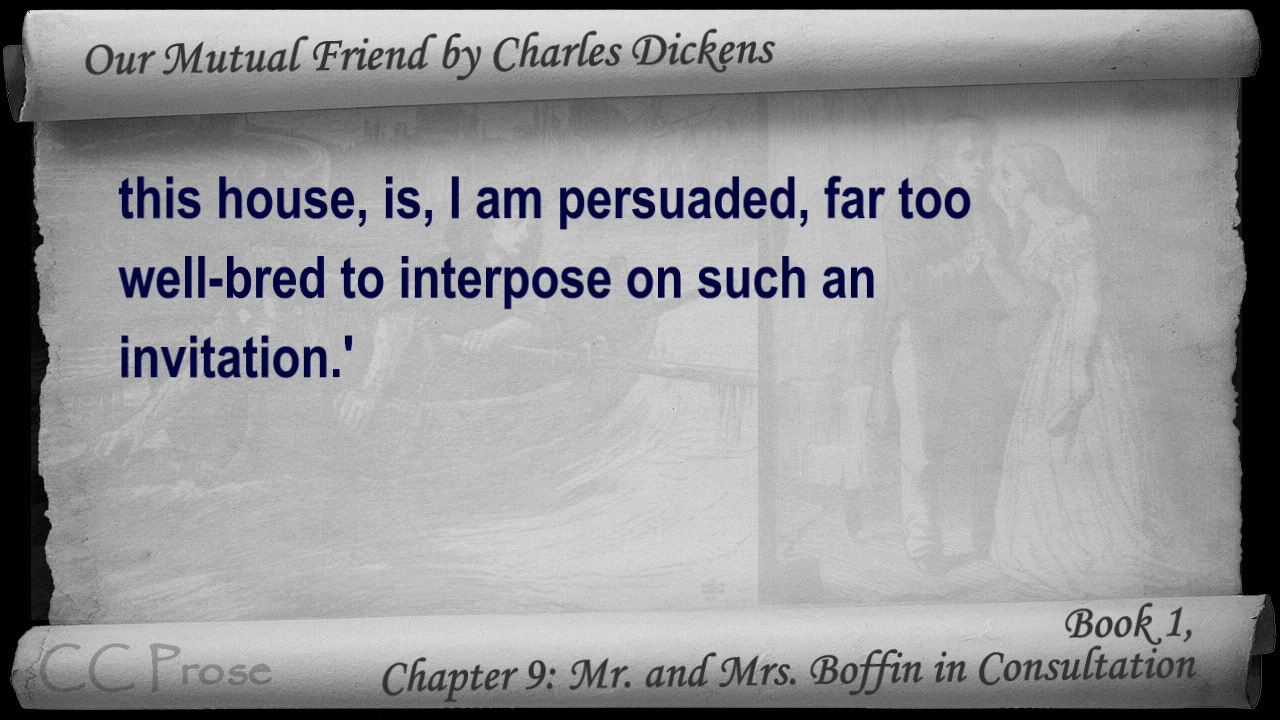 Our Mutual Friend by Charles Dickens
this house, is, I am persuaded, far too
well-bred to interpose on such an
invitation.'
Book 1,
CC Prose
Chapter 9: Mr. and Mrs. Boffin in Consultation